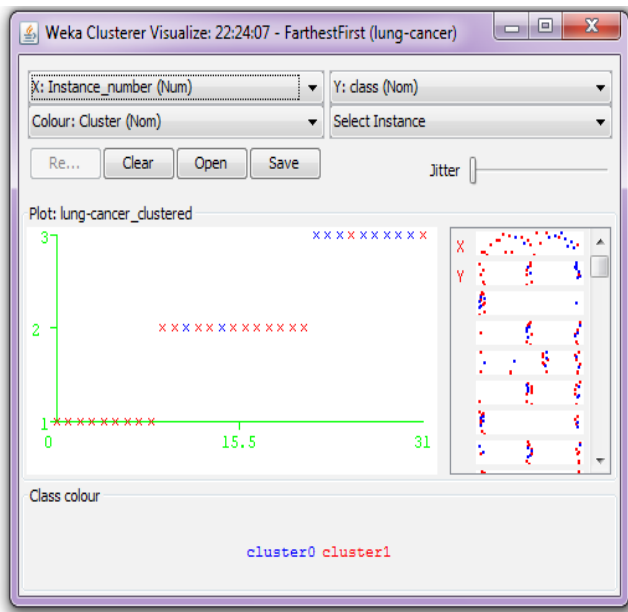 Weka Clusterer Visualize: 22:24:07 - FarthestFirst (lung-cancer)
X: Instance_number (Num)
Y: class (Nom)
Colour: Cluster (Nom)
Select Instance
Re... Clear Open Save
Jitter
Plot: lung-cancer_clustered
3
2
1
0 15.5 31
X
Y
Class colour
cluster0 cluster1